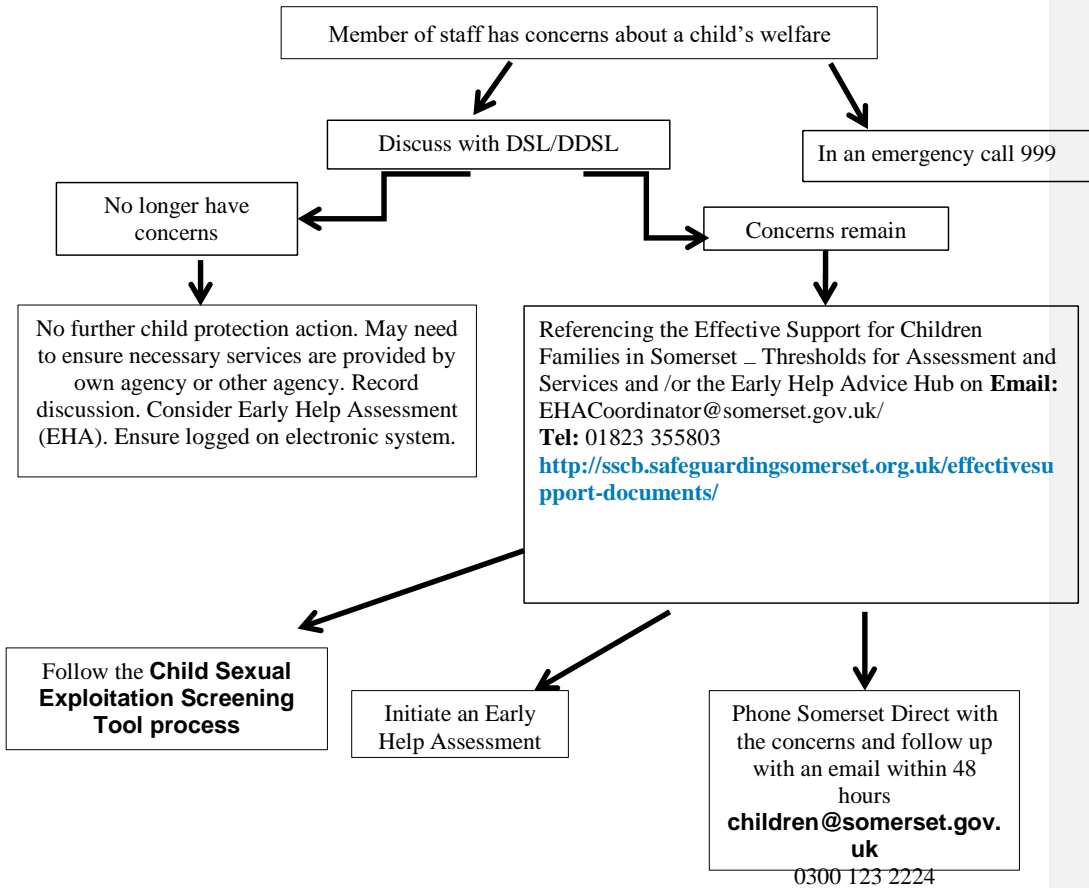 Member of staff has concerns about a child’s welfare
Discuss with DSL/DDSL
In an emergency call 999
No longer have
concerns
Concerns remain
No further child protection action. May need
to ensure necessary services are provided by
own agency or other agency. Record
discussion. Consider Early Help Assessment
(EHA). Ensure logged on electronic system.
Referencing the Effective Support for Children
Families in Somerset _ Thresholds for Assessment and
Services and /or the Early Help Advice Hub on Email:
EHACoordinator@somerset.gov.uk/
Tel: 01823 355803
http://sscb.safeguardingsomerset.org.uk/effectivesu
pport-documents/
Follow the Child Sexual
Exploitation Screening
Tool process
Initiate an Early
Help Assessment
Phone Somerset Direct with
the concerns and follow up
with an email within 48
hours
children@somerset.gov.
uk
0300 123 2224